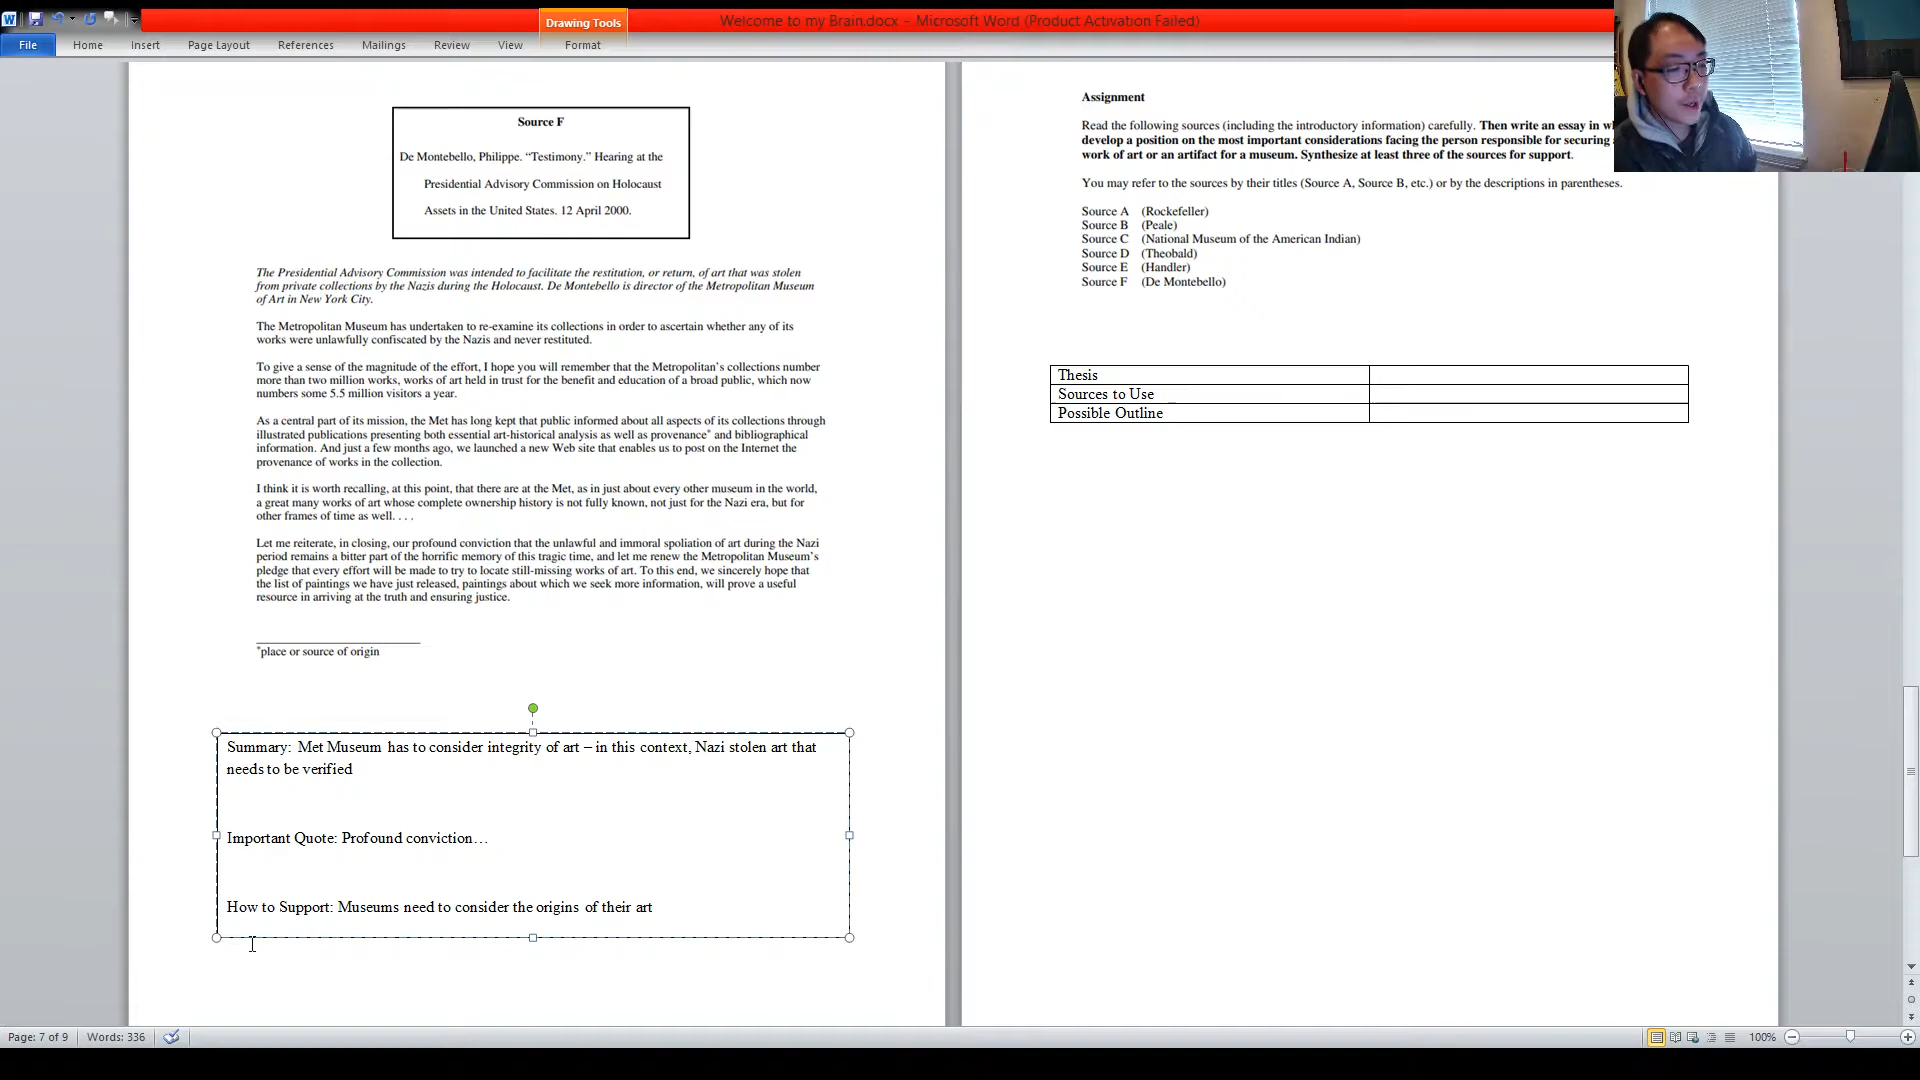 Welcome to my Brain.docx - Microsoft Word (Product Activation Failed)
Drawing Tools
File Home Insert Page Layout References Mailings Review View Format
Source F
De Montebello, Philippe. “Testimony.” Hearing at the
Presidential Advisory Commission on Holocaust
Assets in the United States. 12 April 2000.
The Presidential Advisory Commission was intended to facilitate the restitution, or return, of art that was stolen
from private collections by the Nazis during the Holocaust. De Montebello is director of the Metropolitan Museum
of Art in New York City.
The Metropolitan Museum has undertaken to re-examine its collections in order to ascertain whether any of its
works were unlawfully confiscated by the Nazis and never restituted.
To give a sense of the magnitude of the effort, I hope you will remember that the Metropolitan’s collections number
more than two million works, works of art held in trust for the benefit and education of a broad public, which now
numbers some 5.5 million visitors a year.
As a central part of its mission, the Met has long kept that public informed about all aspects of its collections through
illustrated publications presenting both essential art-historical analysis as well as provenance* and bibliographical
information. And just a few months ago, we launched a new Web site that enables us to post on the Internet the
provenance of works in the collection.
I think it is worth recalling, at this point, that there are at the Met, as in just about every other museum in the world,
a great many works of art whose complete ownership history is not fully known, not just for the Nazi era, but for
other frames of time as well. . . .
Let me reiterate, in closing, our profound conviction that the unlawful and immoral spoliation of art during the Nazi
period remains a bitter part of the horrific memory of this tragic time, and let me renew the Metropolitan Museum’s
pledge that every effort will be made to try to locate still-missing works of art. To this end, we sincerely hope that
the list of paintings we have just released, paintings about which we seek more information, will prove a useful
resource in arriving at the truth and ensuring justice.
*place or source of origin
Summary: Met Museum has to consider integrity of art – in this context, Nazi stolen art that
needs to be verified
Important Quote: Profound conviction…
How to Support: Museums need to consider the origins of their art
Assignment
Read the following sources (including the introductory information) carefully. Then write an essay in
develop a position on the most important considerations facing the person responsible for securing
work of art or an artifact for a museum. Synthesize at least three of the sources for support.
You may refer to the sources by their titles (Source A, Source B, etc.) or by the descriptions in parentheses.
Source A (Rockefeller)
Source B (Peale)
Source C (National Museum of the American Indian)
Source D (Theobald)
Source E (Handler)
Source F (De Montebello)
Thesis
Sources to Use
Possible Outline
Page: 7 of 9 Words: 336 100%